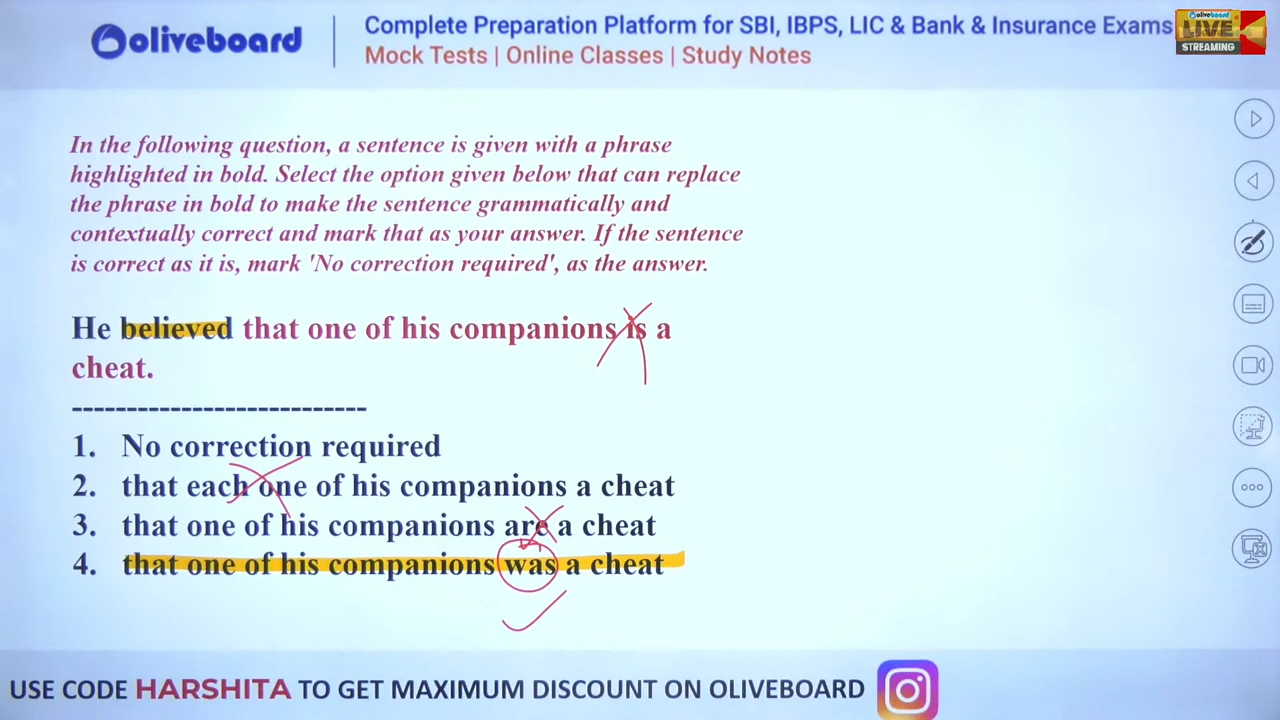 oliveboard
Complete Preparation Platform for SBI, IBPS, LIC & Bank & Insurance Exams
Mock Tests | Online Classes | Study Notes
oliveboard
LIVE
STREAMING
In the following question, a sentence is given with a phrase
highlighted in bold. Select the option given below that can replace
the phrase in bold to make the sentence grammatically and
contextually correct and mark that as your answer. If the sentence
is correct as it is, mark 'No correction required', as the answer.
He believed that one of his companions is a
cheat.
---------------------------
1. No correction required
2. that each one of his companions a cheat
3. that one of his companions are a cheat
4. that one of his companions was a cheat
USE CODE HARSHITA TO GET MAXIMUM DISCOUNT ON OLIVEBOARD